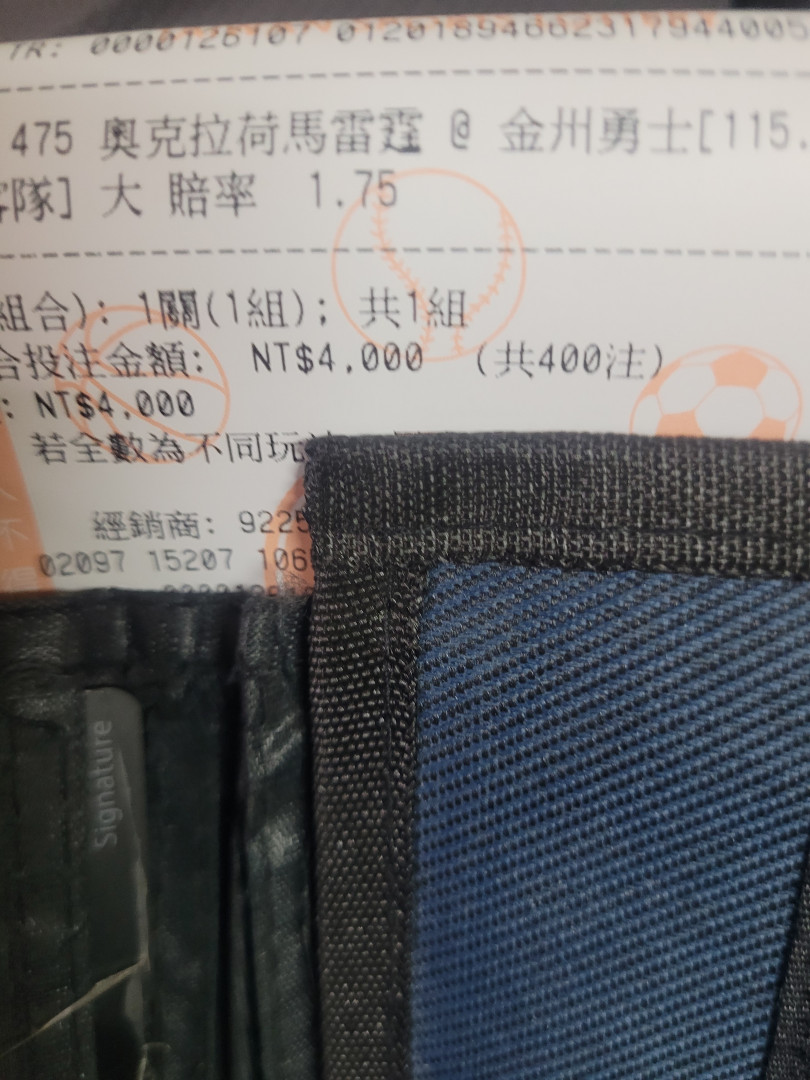 TR: 0000126107 01201894662317944005
475 奧克拉荷馬雷霆 @ 金州勇士[115.
客隊] 大 賠率 1.75
組合): 1關(1組); 共1組
合投注金額: NT$4,000 (共400注)
: NT$4,000
若全數為不同玩
經銷商: 9225
02097 15207 106
Signature